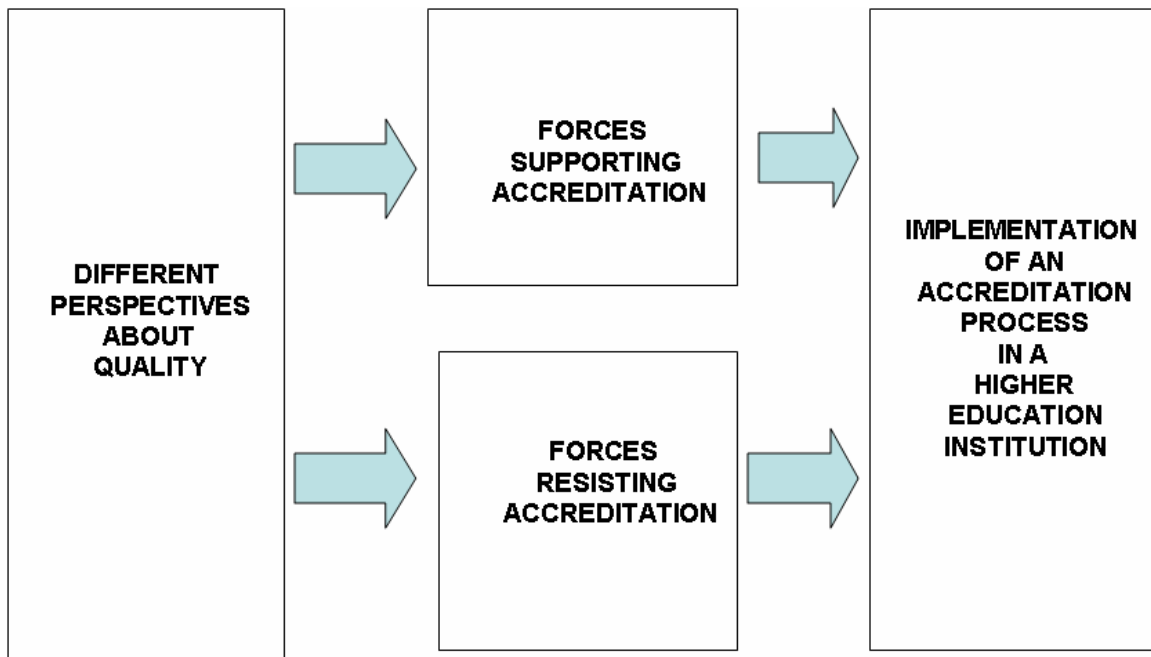 DIFFERENT
PERSPECTIVES
ABOUT
QUALITY
FORCES
SUPPORTING
ACCREDITATION
FORCES
RESISTING
ACCREDITATION
IMPLEMENTATION
OF AN
ACCREDITATION
PROCESS
IN A
HIGHER
EDUCATION
INSTITUTION